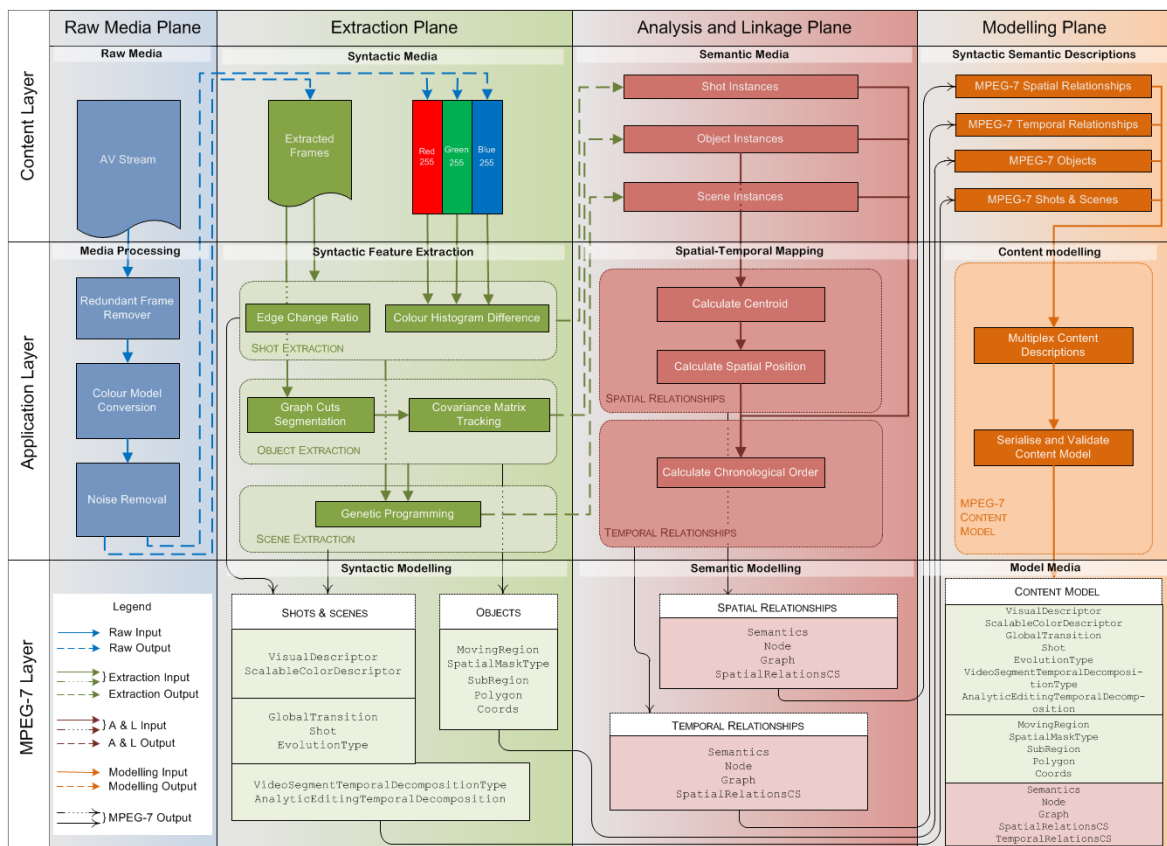 Raw Media Plane
Extraction Plane
Analysis and Linkage Plane
Modelling Plane
Content Layer
Raw Media
Syntactic Media
Semantic Media
Syntactic Semantic Descriptions
AV Stream
Extracted
Frames
Red
255
Green
255
Blue
255
Shot Instances
Object Instances
Scene Instances
MPEG-7 Spatial Relationships
MPEG-7 Temporal Relationships
MPEG-7 Objects
MPEG-7 Shots & Scenes
Application Layer
Media Processing
Syntactic Feature Extraction
Spatial-Temporal Mapping
Content modelling
Redundant Frame
Remover
Colour Model
Conversion
Noise Removal
Edge Change Ratio
Colour Histogram Difference
SHOT EXTRACTION
Graph Cuts
Segmentation
Covariance Matrix
Tracking
OBJECT EXTRACTION
Genetic Programming
SCENE EXTRACTION
Calculate Centroid
Calculate Spatial Position
SPATIAL RELATIONSHIPS
Calculate Chronological Order
TEMPORAL RELATIONSHIPS
Multiplex Content
Descriptions
Serialise and Validate
Content Model
MPEG-7
CONTENT
MODEL
MPEG-7 Layer
Syntactic Modelling
Semantic Modelling
Model Media
Legend
Raw Input
Raw Output
} Extraction Input
Extraction Output
} A & L Input
A & L Output
Modelling Input
Modelling Output
} MPEG-7 Output
SHOTS & SCENES
VisualDescriptor
ScalableColorDescriptor
GlobalTransition
Shot
EvolutionType
VideoSegmentTemporalDecompositionType
AnalyticEditingTemporalDecomposition
OBJECTS
MovingRegion
SpatialMaskType
SubRegion
Polygon
Coords
SPATIAL RELATIONSHIPS
Semantics
Node
Graph
SpatialRelationsCS
TEMPORAL RELATIONSHIPS
Semantics
Node
Graph
SpatialRelationsCS
CONTENT MODEL
VisualDescriptor
ScalableColorDescriptor
GlobalTransition
Shot
EvolutionType
VideoSegmentTemporalDecomposi-
tionType
AnalyticEditingTemporalDecomp-
osition
MovingRegion
SpatialMaskType
SubRegion
Polygon
Coords
Semantics
Node
Graph
SpatialRelationsCS
TemporalRelationsCS